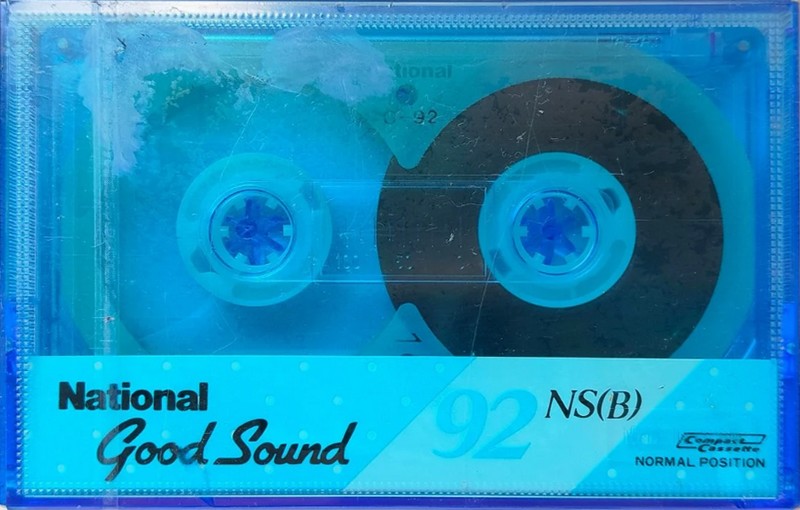 National
C-92
National
Good Sound
92 NS(B)
Compact
Cassette
NORMAL POSITION